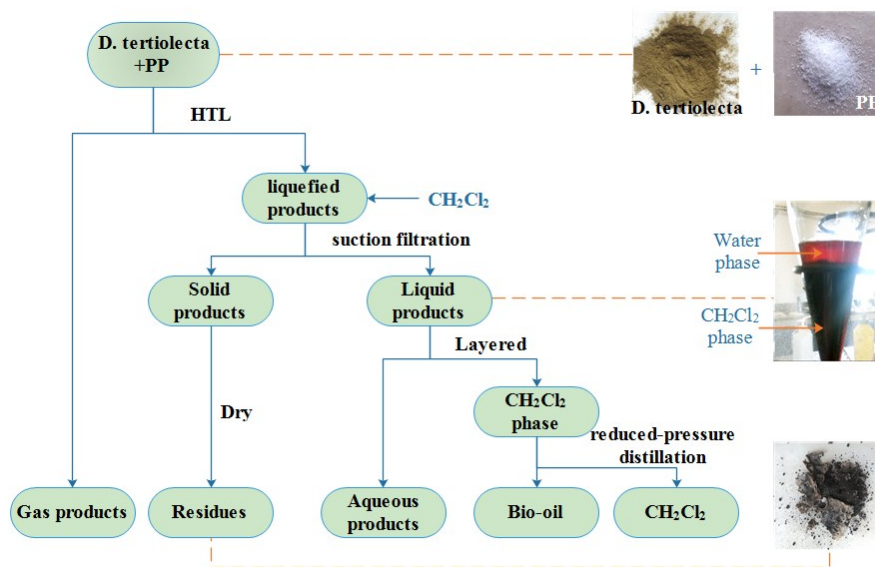 D. tertiolecta
+PP
D. tertiolecta
+
PP
HTL
liquefied
products
CH₂Cl₂
suction filtration
Water
phase
Solid
products
Liquid
products
CH₂Cl₂
phase
Layered
CH₂Cl₂
phase
Dry
reduced-pressure
distillation
Gas products
Residues
Aqueous
products
Bio-oil
CH₂Cl₂